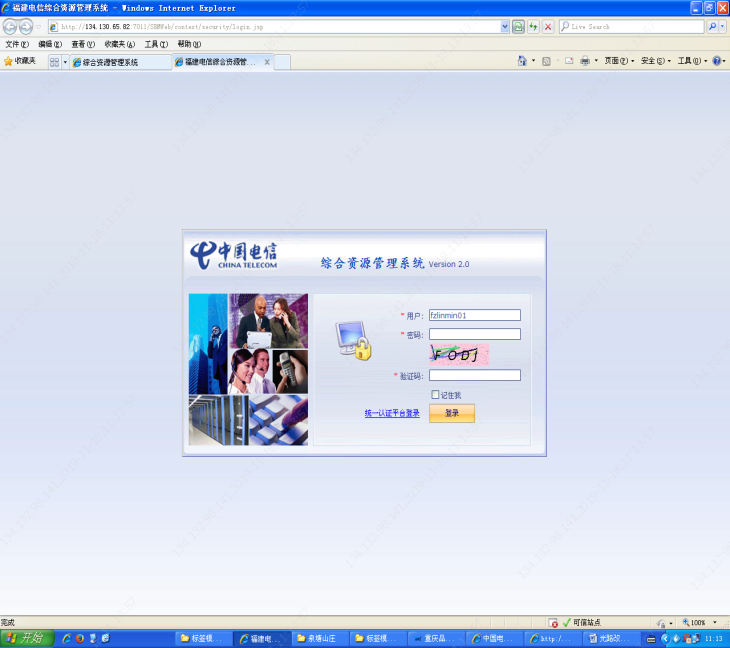 福建电信综合资源管理系统 - Windows Internet Explorer
http://134.130.65.82:7011/SRMWeb/content/security/login.jsp
Live Search
文件(F) 编辑(E) 查看(V) 收藏夹(A) 工具(T) 帮助(H)
收藏夹 综合资源管理系统 福建电信综合资源管... X 页面(P) 安全(S) 工具(O)
中国电信
CHINA TELECOM
综合资源管理系统 Version 2.0
* 用户: fzlinmin01
* 密码:
FODj
* 验证码:
记住我
统一认证平台登录 登录
完成 可信站点 100%
开始 标签模... 福建电... 泉塘山庄 标签模... 重庆品... 中国电... http:/... 光路改... 11:13